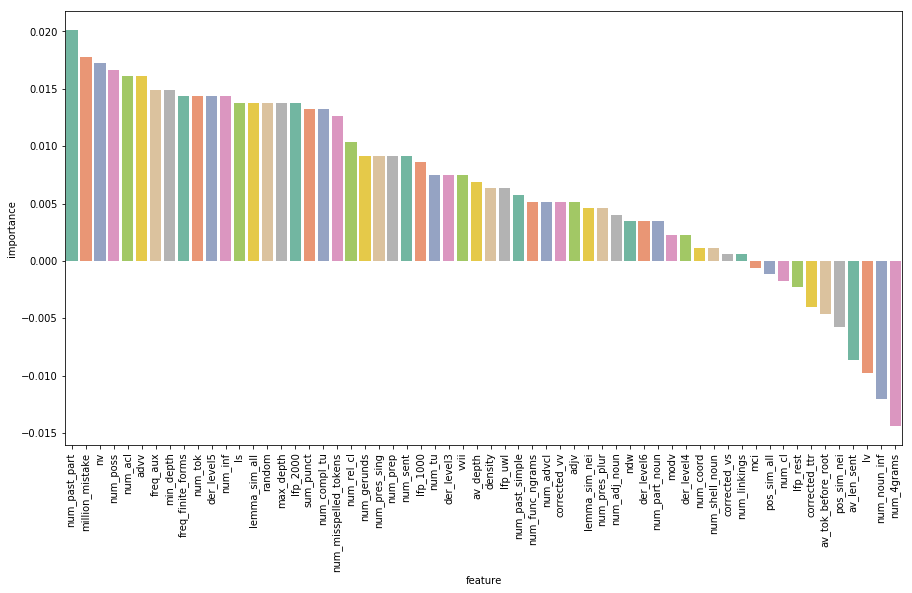 0.020
0.015
0.010
0.005
0.000
−0.005
−0.010
−0.015
importance
num_past_part
million_mistake
nv
num_poss
num_acl
advv
freq_aux
min_depth
freq_finite_forms
num_tok
der_level5
num_inf
ls
lemma_sim_all
random
max_depth
lfp_2000
sum_punct
num_compl_tu
num_misspelled_tokens
num_rel_cl
num_gerunds
num_pres_sing
num_prep
num_sent
lfp_1000
num_tu
der_level3
vvii
av_depth
density
lfp_uwl
num_past_simple
num_func_ngrams
num_advcl
corrected_vv
adjv
lemma_sim_nei
num_pres_plur
num_adj_noun
ndw
der_level6
num_part_noun
modv
der_level4
num_coord
num_shell_noun
corrected_vs
num_linkings
mci
pos_sim_all
num_cl
lfp_rest
corrected_ttr
av_tok_before_root
pos_sim_nei
av_len_sent
lv
num_noun_inf
num_4grams
feature